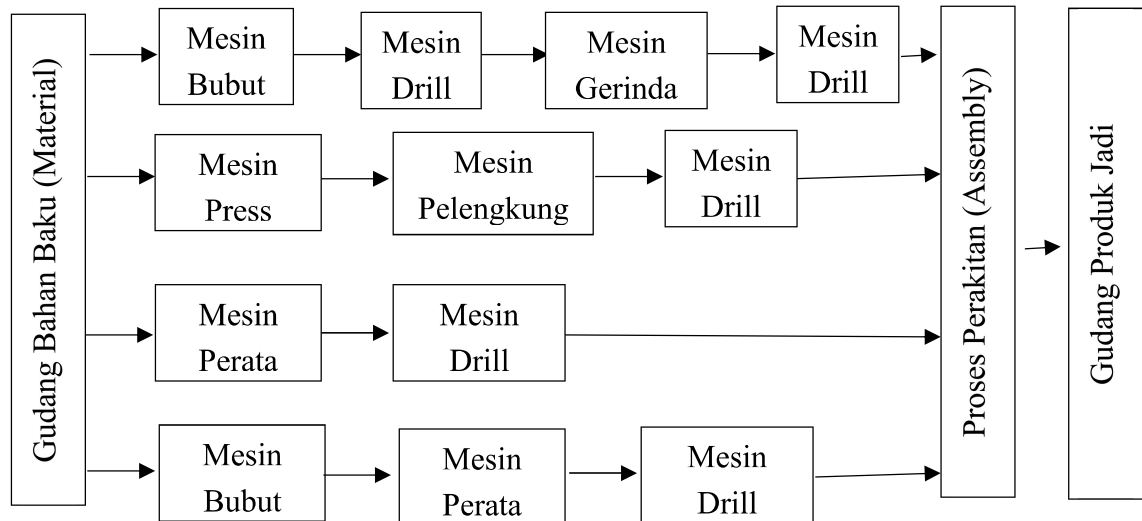 Gudang Bahan Baku (Material)
Mesin
Bubut
Mesin
Drill
Mesin
Gerinda
Mesin
Drill
Mesin
Press
Mesin
Pelengkung
Mesin
Drill
Mesin
Perata
Mesin
Drill
Mesin
Bubut
Mesin
Perata
Mesin
Drill
Proses Perakitan (Assembly)
Gudang Produk Jadi